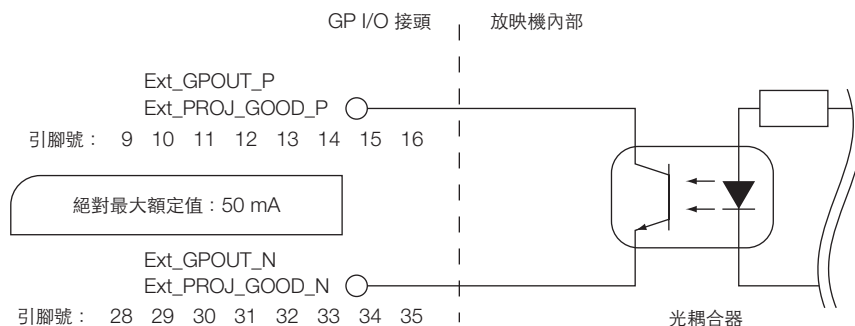 GP I/O 接頭
放映機內部
Ext_GPOUT_P
Ext_PROJ_GOOD_P
引腳號： 9 10 11 12 13 14 15 16
絕對最大額定值：50 mA
Ext_GPOUT_N
Ext_PROJ_GOOD_N
引腳號： 28 29 30 31 32 33 34 35
光耦合器